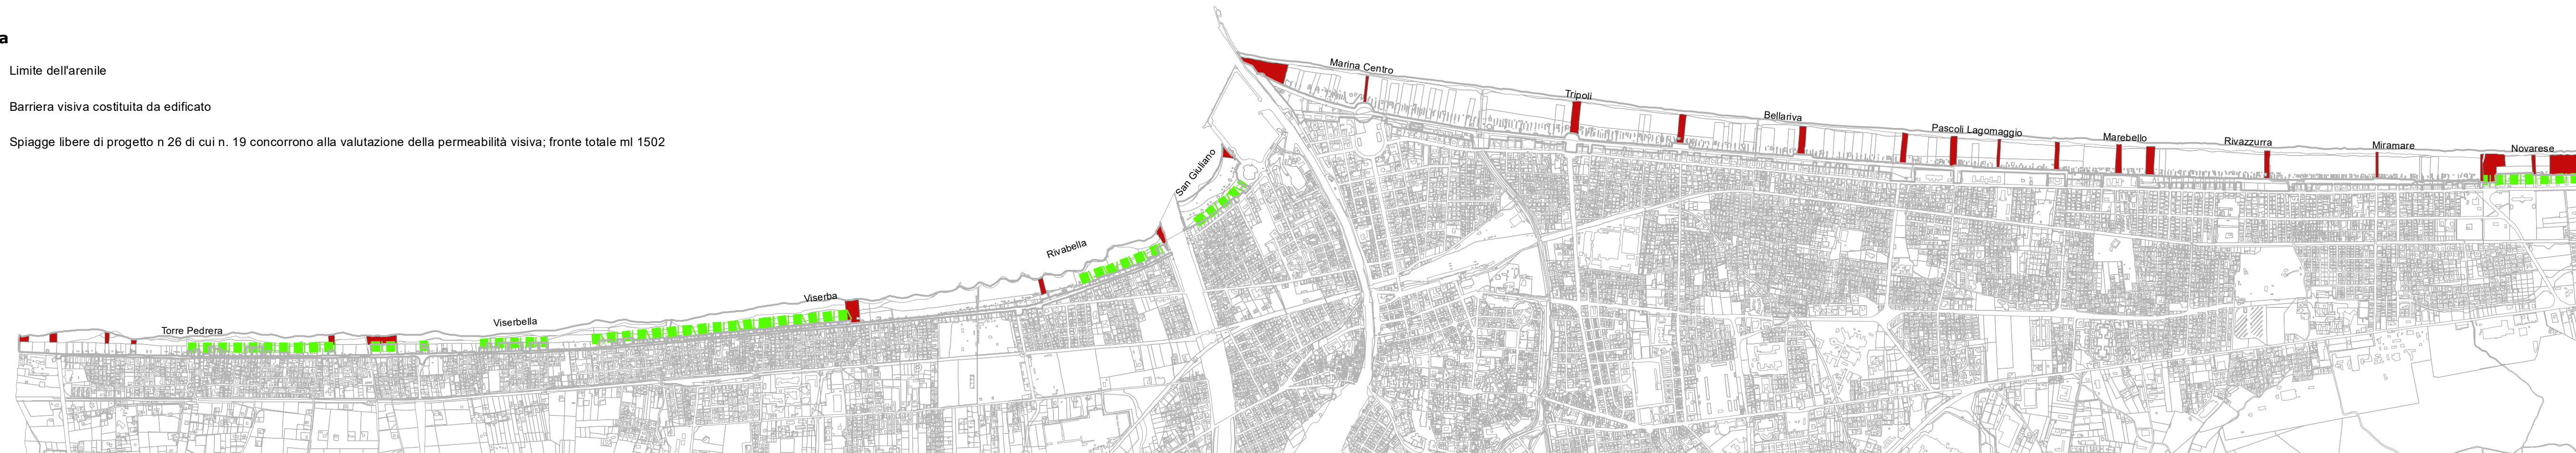 a
Limite dell'arenile
Barriera visiva costituita da edificato
Spiagge libere di progetto n 26 di cui n. 19 concorrono alla valutazione della permeabilità visiva; fronte totale ml 1502
Torre Pedrera
Viserbella
Viserba
Rivabella
San Giuliano
Marina Centro
Tripoli
Bellariva
Pascoli Lagomaggio
Marebello
Rivazzurra
Miramare
Novarese